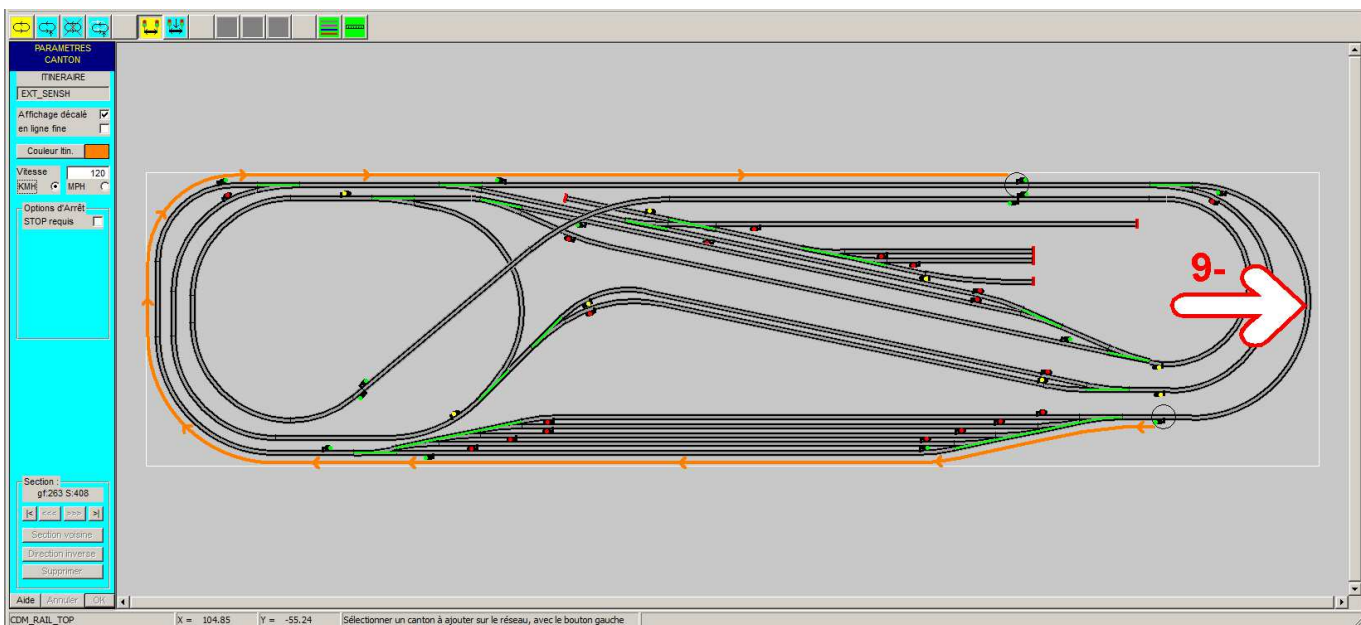 PARAMETRES
CANTON
ITINERAIRE
EXT_SENSH
Affichage décalé
en ligne fine
Couleur Itin.
Vitesse 120
KMH MPH
Options d'Arrêt
STOP requis
9-
Section :
gf:263 S:408
|< <<< >>> >|
Section voisine
Direction inverse
Supprimer
Aide Annuler OK
CDM_RAIL_TOP X = 104.85 Y = -55.24 Sélectionner un canton à ajouter sur le réseau, avec le bouton gauche